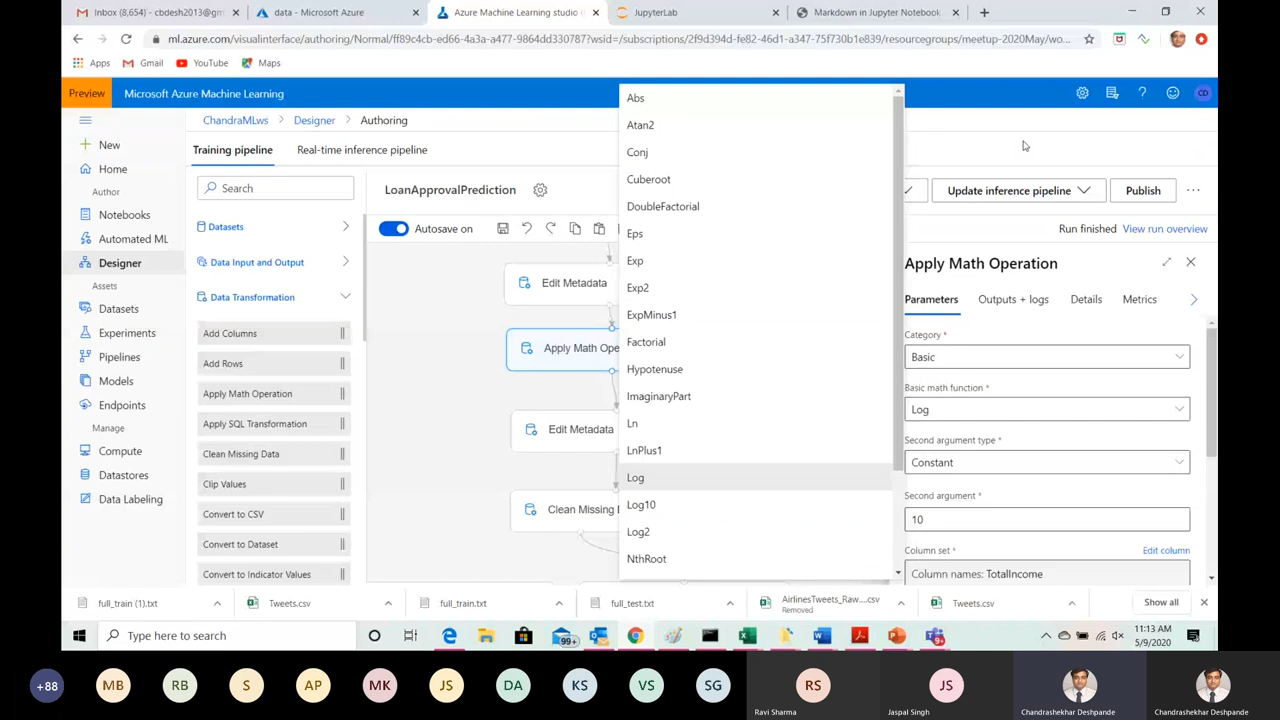 Inbox (8,654) - cbdesh2013@gm
data - Microsoft Azure
Azure Machine Learning studio (
JupyterLab
Markdown in Jupyter Notebook
ml.azure.com/visualinterface/authoring/Normal/ff89c4cb-ed66-4a3a-a477-9864dd330787?wsid=/subscriptions/2f9d394d-fe82-46d1-a347-75f730b1e839/resourcegroups/meetup-2020May/wo...
Apps
Gmail
YouTube
Maps
Preview
Microsoft Azure Machine Learning
CD
New
Home
Author
Notebooks
Automated ML
Designer
Assets
Datasets
Experiments
Pipelines
Models
Endpoints
Manage
Compute
Datastores
Data Labeling
ChandraMLws > Designer > Authoring
Training pipeline
Real-time inference pipeline
Search
Datasets
Data Input and Output
Data Transformation
Add Columns
Add Rows
Apply Math Operation
Apply SQL Transformation
Clean Missing Data
Clip Values
Convert to CSV
Convert to Dataset
Convert to Indicator Values
LoanApprovalPrediction
Autosave on
Edit Metadata
Apply Math Ope
Edit Metadata
Clean Missing
Abs
Atan2
Conj
Cuberoot
DoubleFactorial
Eps
Exp
Exp2
ExpMinus1
Factorial
Hypotenuse
ImaginaryPart
Ln
LnPlus1
Log
Log10
Log2
NthRoot
Update inference pipeline
Publish
...
Run finished
View run overview
Apply Math Operation
Parameters
Outputs + logs
Details
Metrics
Category *
Basic
Basic math function *
Log
Second argument type *
Constant
Second argument *
10
Column set *
Edit column
Column names: TotalIncome
full_train (1).txt
Tweets.csv
full_train.txt
full_test.txt
AirlinesTweets_Raw....csv
Removed
Tweets.csv
Show all
Type here to search
99+
9+
11:13 AM
5/9/2020
+88
MB
RB
S
AP
MK
JS
DA
KS
VS
SG
RS
Ravi Sharma
JS
Jaspal Singh
Chandrashekhar Deshpande
Chandrashekhar Deshpande